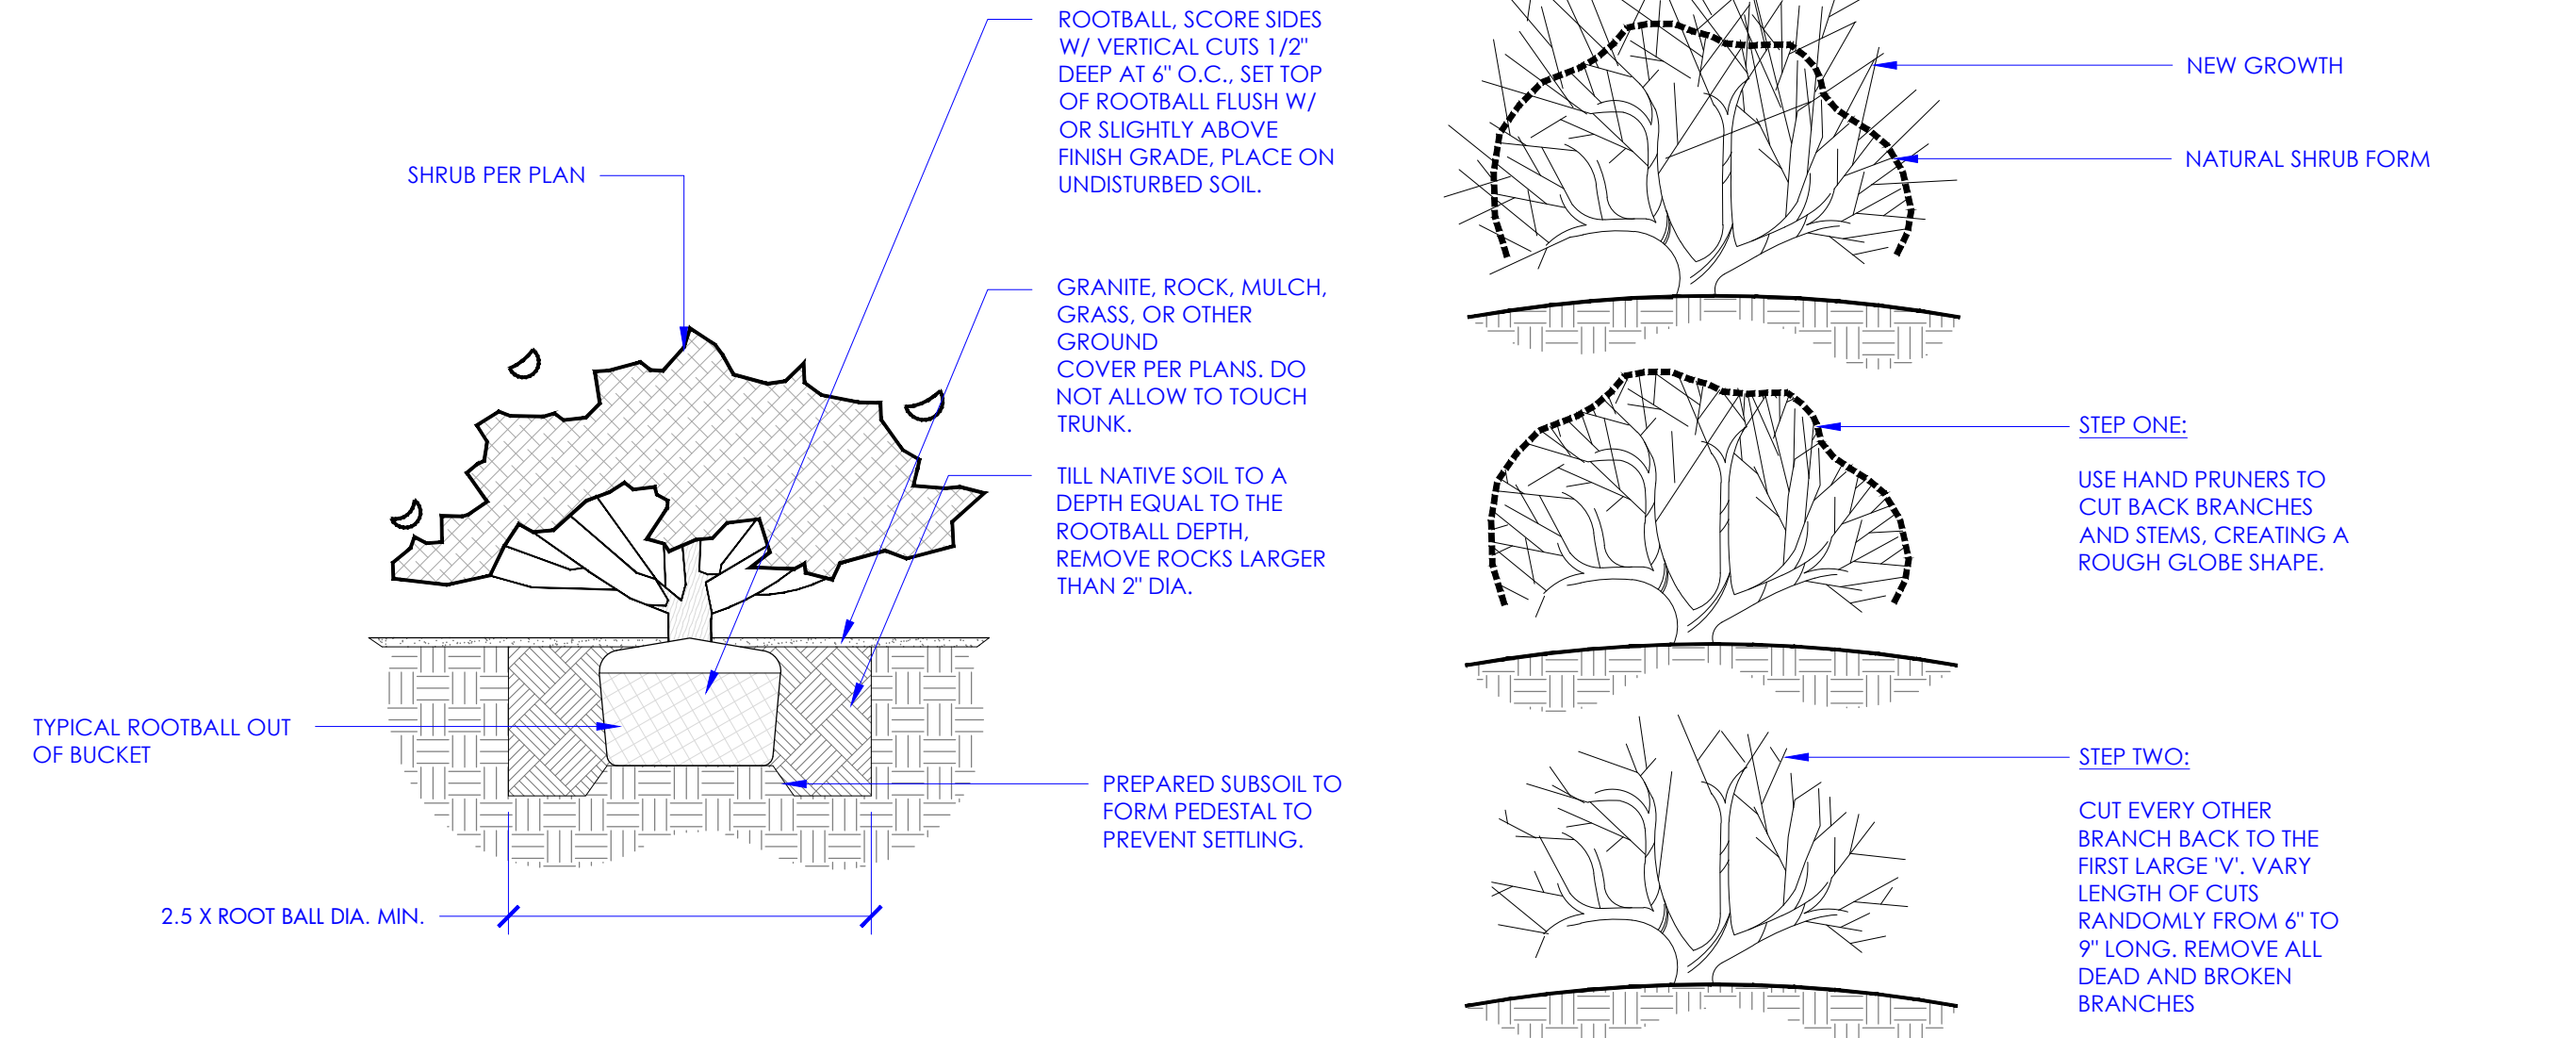 SHRUB PER PLAN
TYPICAL ROOTBALL OUT
OF BUCKET
2.5 X ROOT BALL DIA. MIN.
ROOTBALL, SCORE SIDES
W/ VERTICAL CUTS 1/2"
DEEP AT 6" O.C., SET TOP
OF ROOTBALL FLUSH W/
OR SLIGHTLY ABOVE
FINISH GRADE, PLACE ON
UNDISTURBED SOIL.
GRANITE, ROCK, MULCH,
GRASS, OR OTHER
GROUND
COVER PER PLANS. DO
NOT ALLOW TO TOUCH
TRUNK.
TILL NATIVE SOIL TO A
DEPTH EQUAL TO THE
ROOTBALL DEPTH,
REMOVE ROCKS LARGER
THAN 2" DIA.
PREPARED SUBSOIL TO
FORM PEDESTAL TO
PREVENT SETTLING.
NEW GROWTH
NATURAL SHRUB FORM
STEP ONE:
USE HAND PRUNERS TO
CUT BACK BRANCHES
AND STEMS, CREATING A
ROUGH GLOBE SHAPE.
STEP TWO:
CUT EVERY OTHER
BRANCH BACK TO THE
FIRST LARGE 'V'. VARY
LENGTH OF CUTS
RANDOMLY FROM 6" TO
9" LONG. REMOVE ALL
DEAD AND BROKEN
BRANCHES